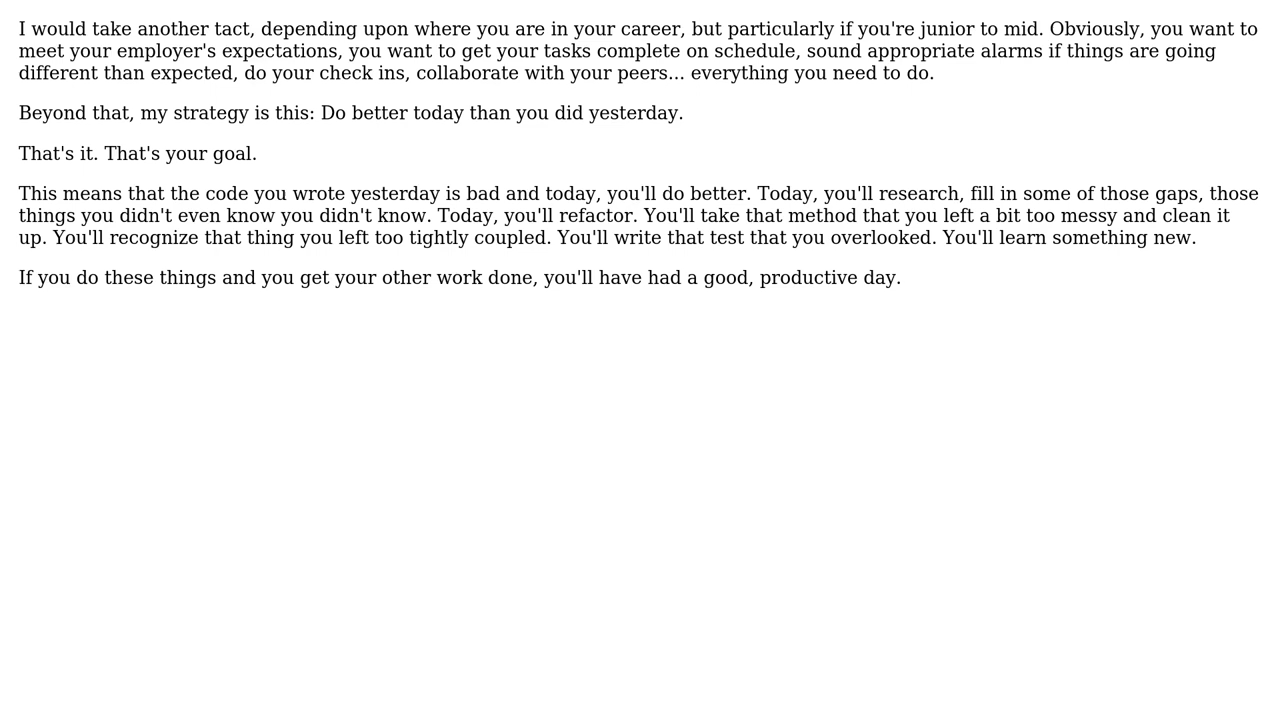 I would take another tact, depending upon where you are in your career, but particularly if you're junior to mid. Obviously, you want to
meet your employer's expectations, you want to get your tasks complete on schedule, sound appropriate alarms if things are going
different than expected, do your check ins, collaborate with your peers... everything you need to do.
Beyond that, my strategy is this: Do better today than you did yesterday.
That's it. That's your goal.
This means that the code you wrote yesterday is bad and today, you'll do better. Today, you'll research, fill in some of those gaps, those
things you didn't even know you didn't know. Today, you'll refactor. You'll take that method that you left a bit too messy and clean it
up. You'll recognize that thing you left too tightly coupled. You'll write that test that you overlooked. You'll learn something new.
If you do these things and you get your other work done, you'll have had a good, productive day.